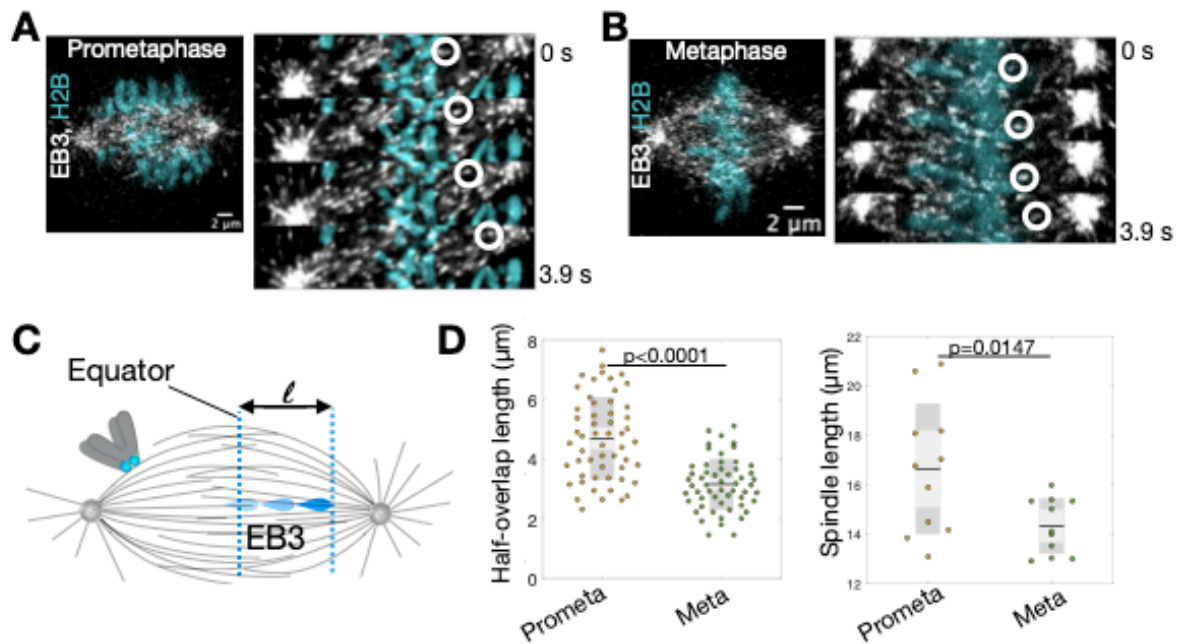 A
Prometaphase
EB3, H2B
2 µm
0 s
3.9 s
B
Metaphase
EB3, H2B
2 µm
0 s
3.9 s
C
Equator
ℓ
EB3
D
Half-overlap length (µm)
8
6
4
2
0
p<0.0001
Prometa
Meta
Spindle length (µm)
22
20
18
16
14
12
p=0.0147
Prometa
Meta